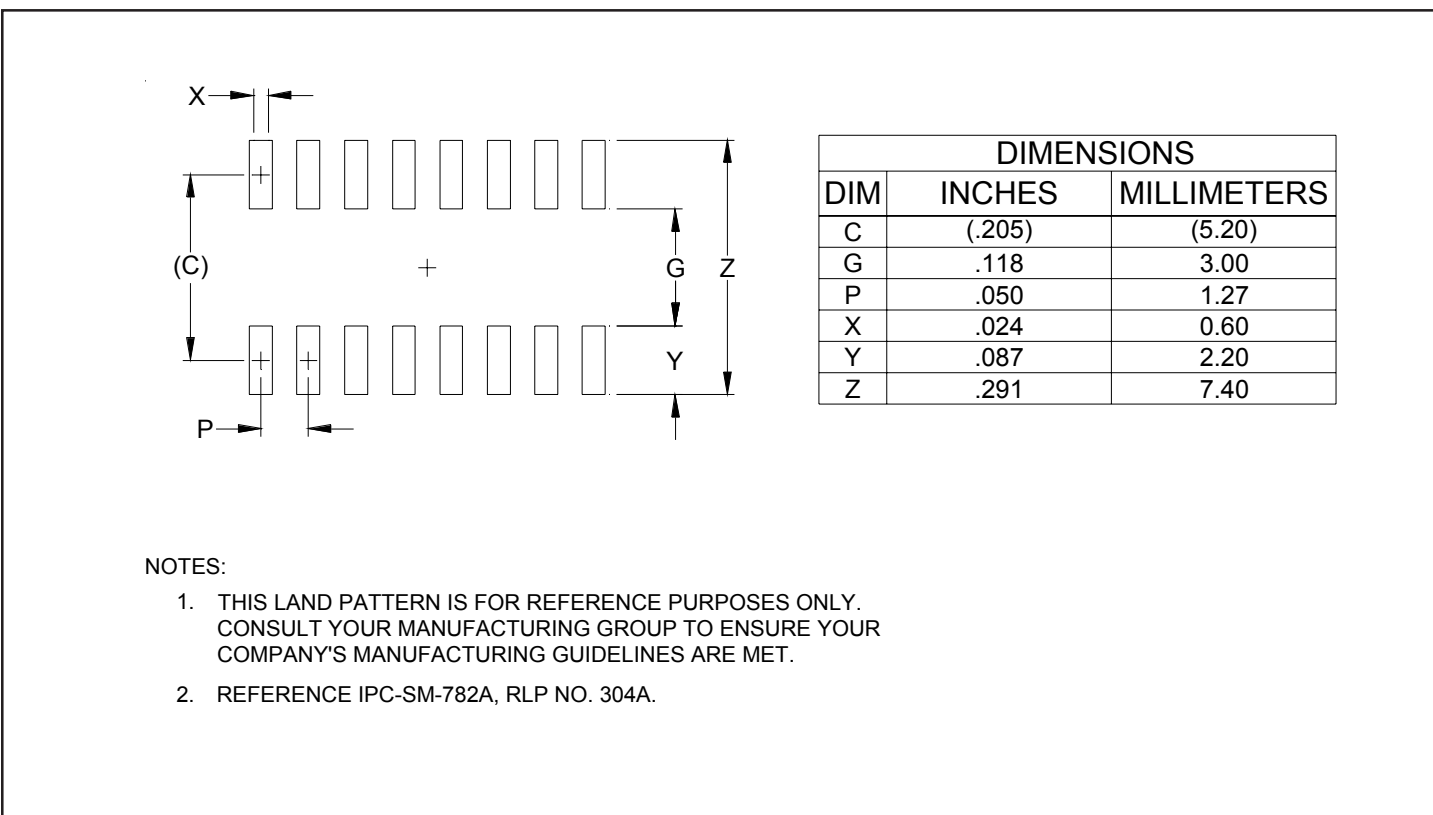 X
(C)
G
Z
Y
P
DIMENSIONS
DIM INCHES MILLIMETERS
C (.205) (5.20)
G .118 3.00
P .050 1.27
X .024 0.60
Y .087 2.20
Z .291 7.40
NOTES:
1. THIS LAND PATTERN IS FOR REFERENCE PURPOSES ONLY.
CONSULT YOUR MANUFACTURING GROUP TO ENSURE YOUR
COMPANY'S MANUFACTURING GUIDELINES ARE MET.
2. REFERENCE IPC-SM-782A, RLP NO. 304A.